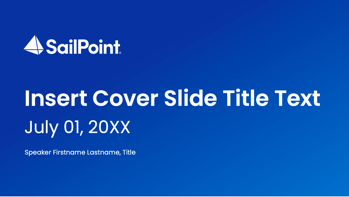 SailPoint
Insert Cover Slide Title Text
July 01, 20XX
Speaker Firstname Lastname, Title